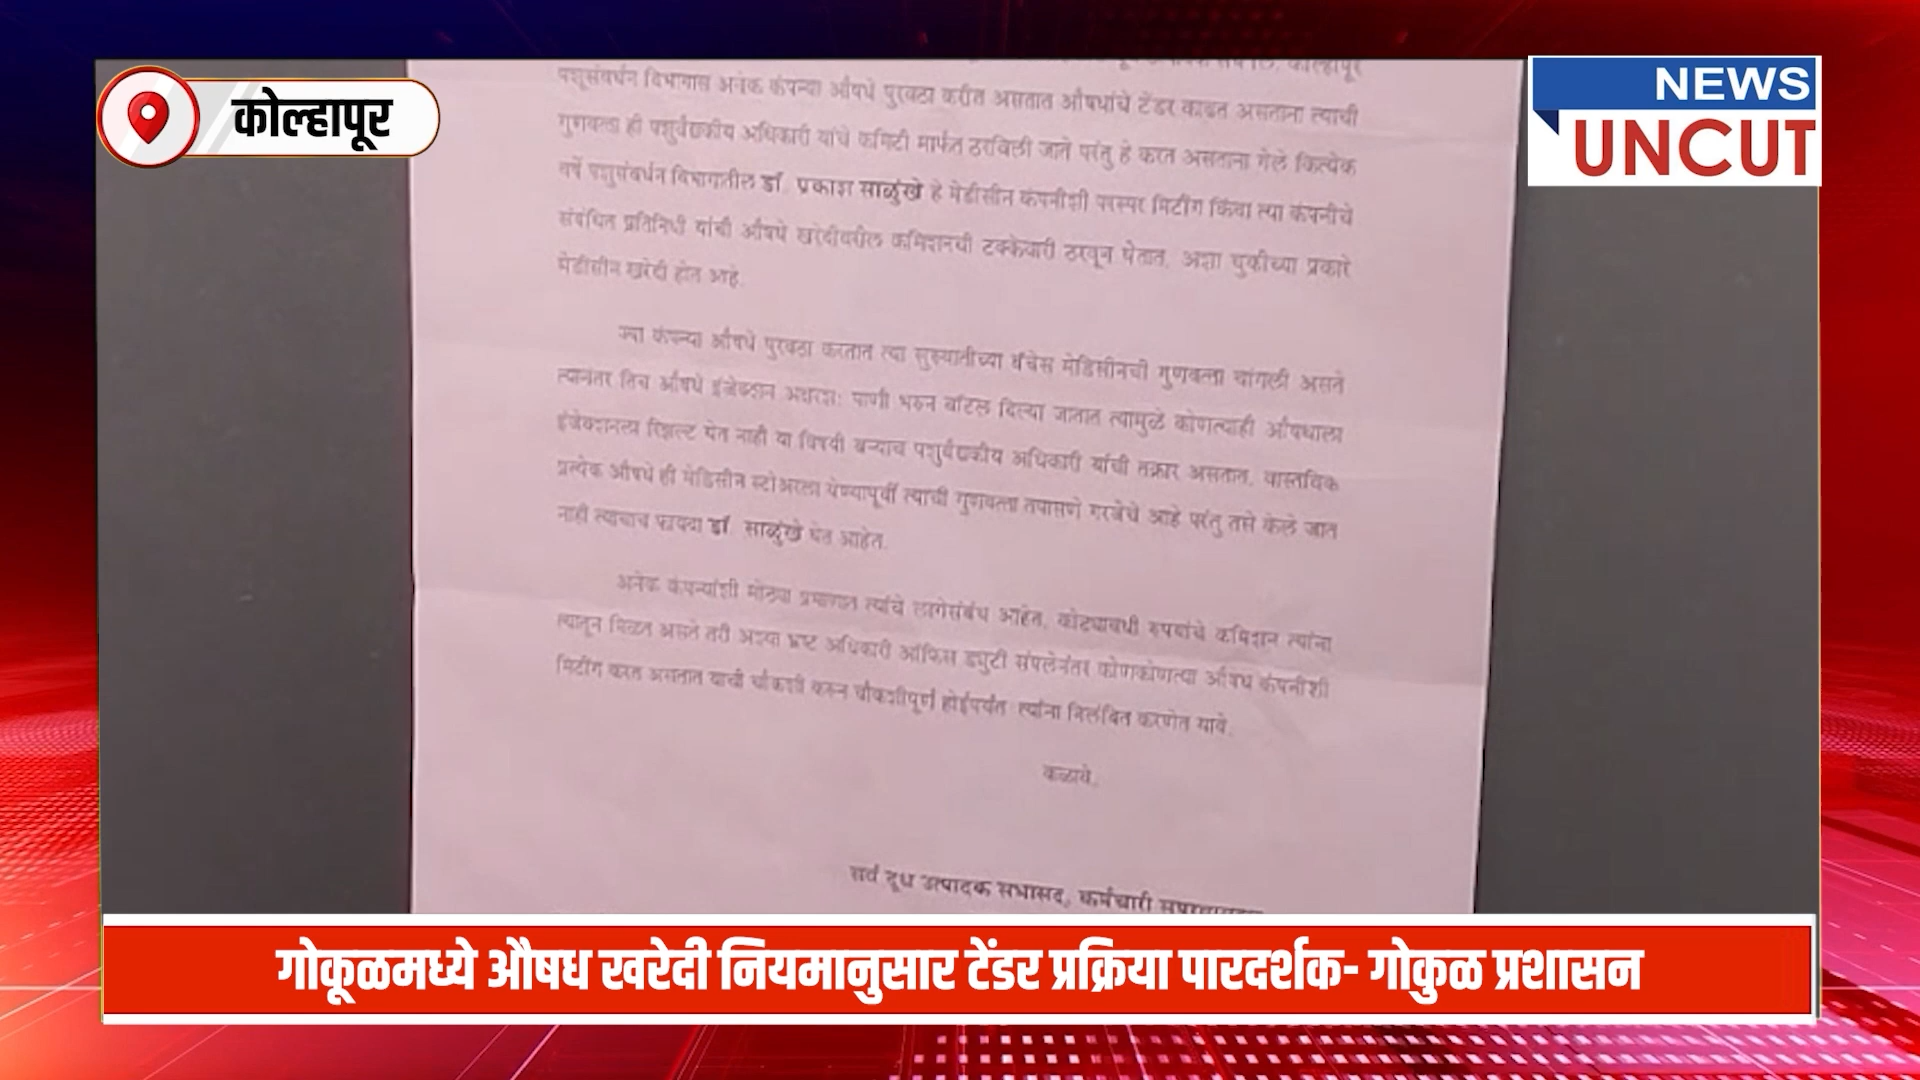 कोल्हापूर
NEWS
UNCUT
पशूसंवर्धन विभागास अनेक कंपन्या औषधे पुरवठा करीत असतात औषधांचे टेंडर काढत असताना त्याची
गुणवत्ता ही पशुवैद्यकीय अधिकारी यांचे कमिटी मार्फत ठरविली जाते परंतु हे करत असताना गेले कित्येक
वर्षे पशुसंवर्धन विभागातील डॉ. प्रकाश साळुंखे हे मेडीसीन कंपनीशी परस्पर मिटींग किंवा त्या कंपनीचे
संबंधित प्रतिनिधी यांची औषधे खरेदीवरील कमिशनची टक्केवारी ठरवून घेतात. अशा चुकीच्या प्रकारे
मेडीसीन खरेदी होत आहे.
ज्या कंपन्या औषधे पुरवठा करतात त्या सुरुवातीच्या बॅचेस मेडिसीनची गुणवत्ता चांगली असते
त्यानंतर तिच औषधे इंजेक्शन अक्षरशः पाणी भरुन बॉटल दिल्या जातात त्यामुळे कोणत्याही औषधाला
इंजेक्शनला रिझल्ट येत नाही या विषयी बऱ्याच पशुवैद्यकीय अधिकारी यांची तक्रार असतात. वास्तविक
प्रत्येक औषधे ही मेडिसीन स्टोअरला येण्यापूर्वी त्याची गुणवत्ता तपासणे गरजेचे आहे परंतु तसे केले जात
नाही त्याचाच फायदा डॉ. साळुंखे घेत आहेत.
अनेक कंपन्यांशी मोठ्या प्रमाणात त्यांचे लागेसंबंध आहेत. कोट्यावधी रुपयांचे कमिशन त्यांना
त्यातून मिळत असते तरी अश्या भ्रष्ट अधिकारी ऑफिस ड्युटी संपलेनंतर कोणकोणत्या औषध कंपनीशी
मिटींग करत असतात याची चौकशी करुन चौकशीपूर्ण होईपर्यंत त्यांना निलंबित करणेत यावे.
कळावे,
सर्व दूध उत्पादक सभासद, कर्मचारी
गोकूळमध्ये औषध खरेदी नियमानुसार टेंडर प्रक्रिया पारदर्शक- गोकुळ प्रशासन